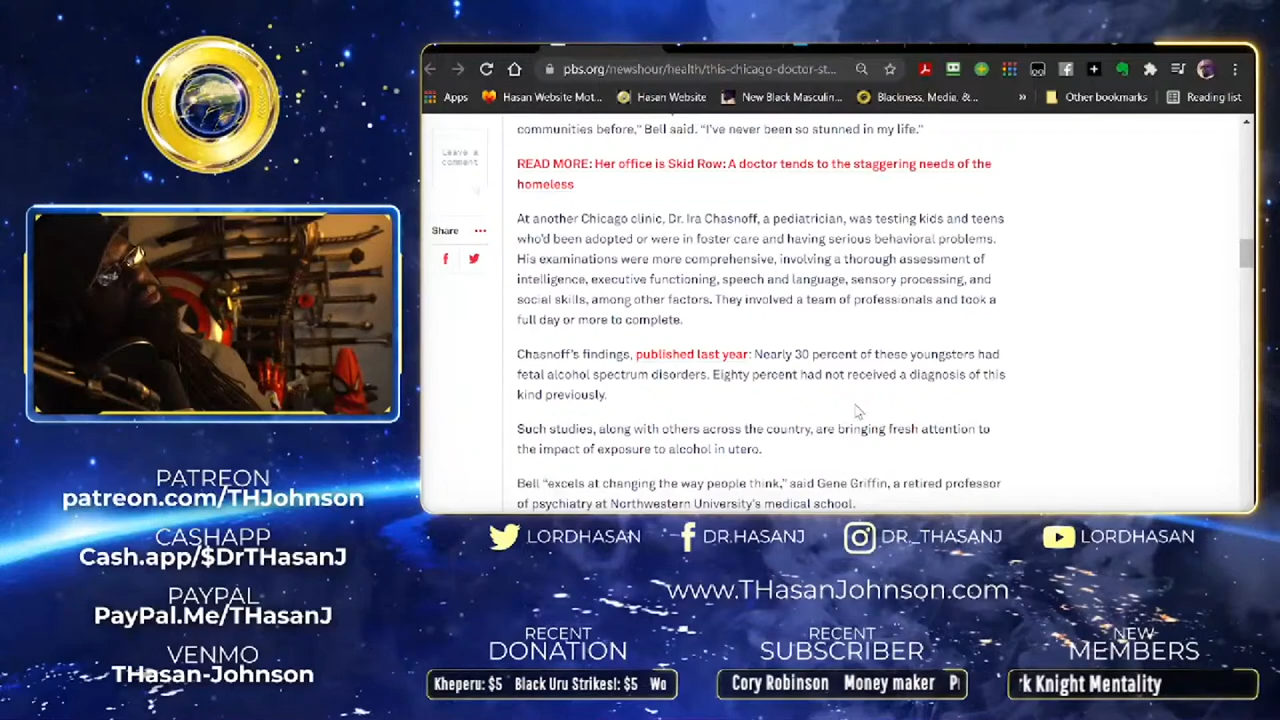 pbs.org/newshour/health/this-chicago-doctor-st...
Apps Hasan Website Mot... Hasan Website New Black Masculin... Blackness, Media, &... » Other bookmarks Reading list
Leave a
comment
Share
communities before,” Bell said. “I’ve never been so stunned in my life.”
READ MORE: Her office is Skid Row: A doctor tends to the staggering needs of the
homeless
At another Chicago clinic, Dr. Ira Chasnoff, a pediatrician, was testing kids and teens
who’d been adopted or were in foster care and having serious behavioral problems.
His examinations were more comprehensive, involving a thorough assessment of
intelligence, executive functioning, speech and language, sensory processing, and
social skills, among other factors. They involved a team of professionals and took a
full day or more to complete.
Chasnoff’s findings, published last year: Nearly 30 percent of these youngsters had
fetal alcohol spectrum disorders. Eighty percent had not received a diagnosis of this
kind previously.
Such studies, along with others across the country, are bringing fresh attention to
the impact of exposure to alcohol in utero.
Bell “excels at changing the way people think,” said Gene Griffin, a retired professor
of psychiatry at Northwestern University’s medical school.
PATREON
patreon.com/THJohnson
CASHAPP
Cash.app/$DrTHasanJ
PAYPAL
PayPal.Me/THasanJ
VENMO
THasan-Johnson
LORDHASAN DR.HASANJ DR._THASANJ LORDHASAN
www.THasanJohnson.com
RECENT
DONATION
Kheperu: $5 Black Uru Strikes!: $5 Wo
RECENT
SUBSCRIBER
Cory Robinson Money maker
NEW
MEMBERS
k Knight Mentality